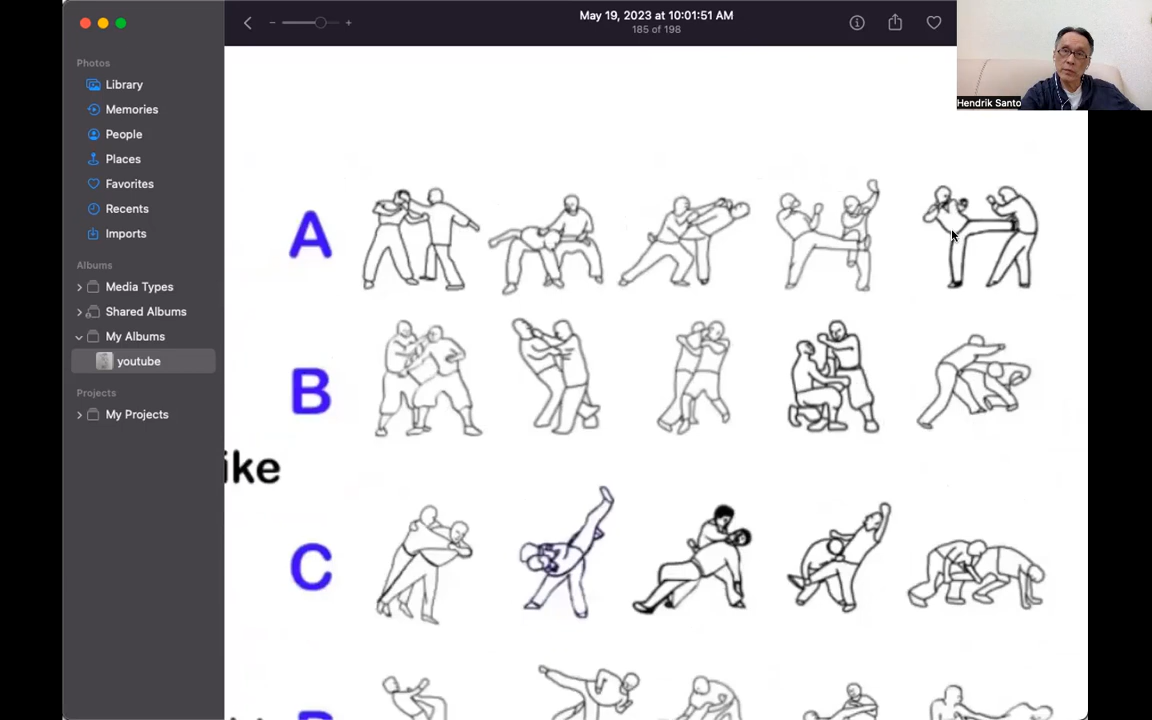 May 19, 2023 at 10:01:51 AM
185 of 198
Hendrik Santo
Photos
Library
Memories
People
Places
Favorites
Recents
Imports
Albums
Media Types
Shared Albums
My Albums
youtube
Projects
My Projects
A
B
ike
C